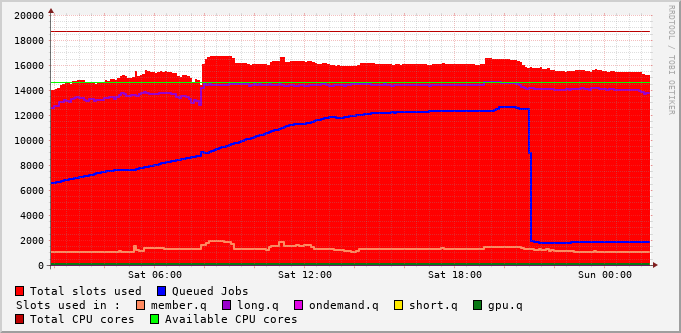 20000
18000
16000
14000
12000
10000
8000
6000
4000
2000
0
Sat 06:00 Sat 12:00 Sat 18:00 Sun 00:00
Total slots used Queued Jobs
Slots used in : member.q long.q ondemand.q short.q gpu.q
Total CPU cores Available CPU cores
RRDTOOL / TOBI OETIKER